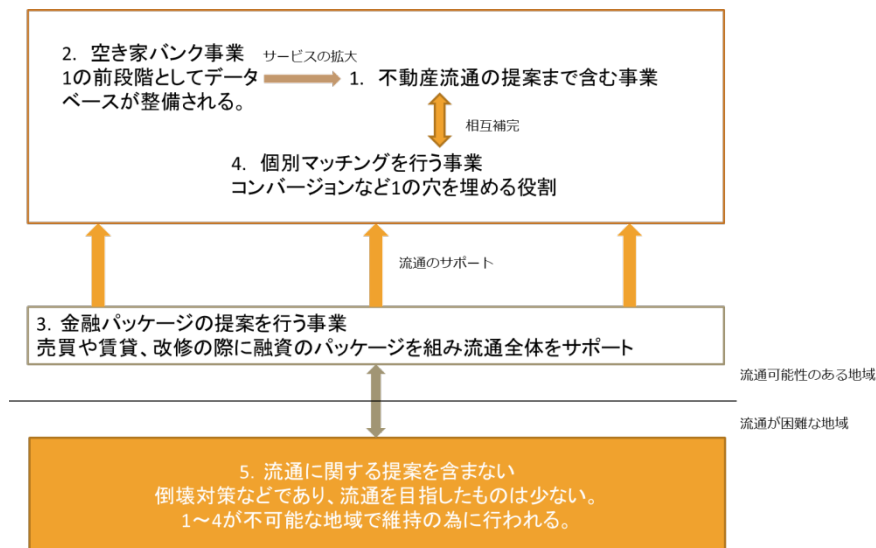 2. 空き家バンク事業
1の前段階としてデータ
ベースが整備される。
サービスの拡大
1. 不動産流通の提案まで含む事業
相互補完
4. 個別マッチングを行う事業
コンバージョンなど1の穴を埋める役割
流通のサポート
3. 金融パッケージの提案を行う事業
売買や賃貸、改修の際に融資のパッケージを組み流通全体をサポート
流通可能性のある地域
流通が困難な地域
5. 流通に関する提案を含まない
倒壊対策などであり、流通を目指したものは少ない。
1～4が不可能な地域で維持の為に行われる。